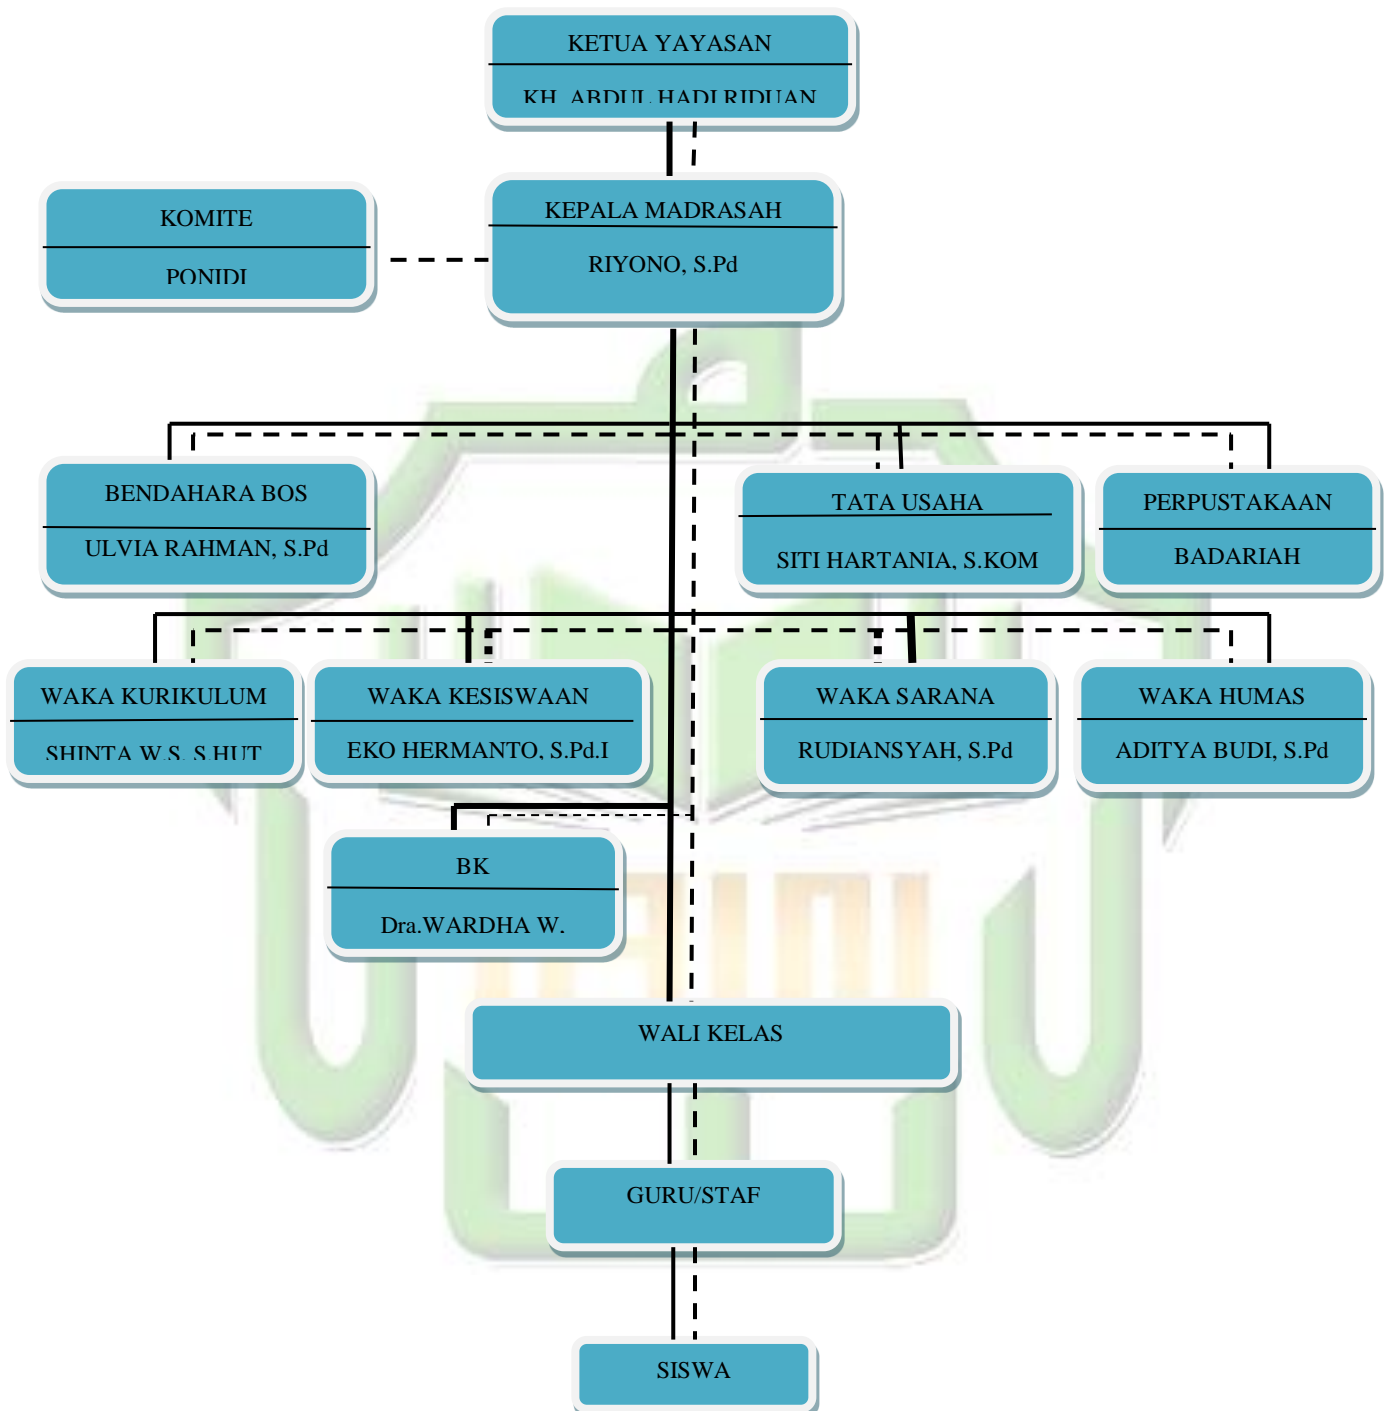 KETUA YAYASAN
KH. ABDUL HADI RIDUAN
KOMITE
PONIDI
KEPALA MADRASAH
RIYONO, S.Pd
BENDAHARA BOS
ULVIA RAHMAN, S.Pd
TATA USAHA
SITI HARTANIA, S.KOM
PERPUSTAKAAN
BADARIAH
WAKA KURIKULUM
SHINTA W.S, S.HUT
WAKA KESISWAAN
EKO HERMANTO, S.Pd.I
WAKA SARANA
RUDIANSYAH, S.Pd
WAKA HUMAS
ADITYA BUDI, S.Pd
BK
Dra.WARDHA W.
WALI KELAS
GURU/STAF
SISWA